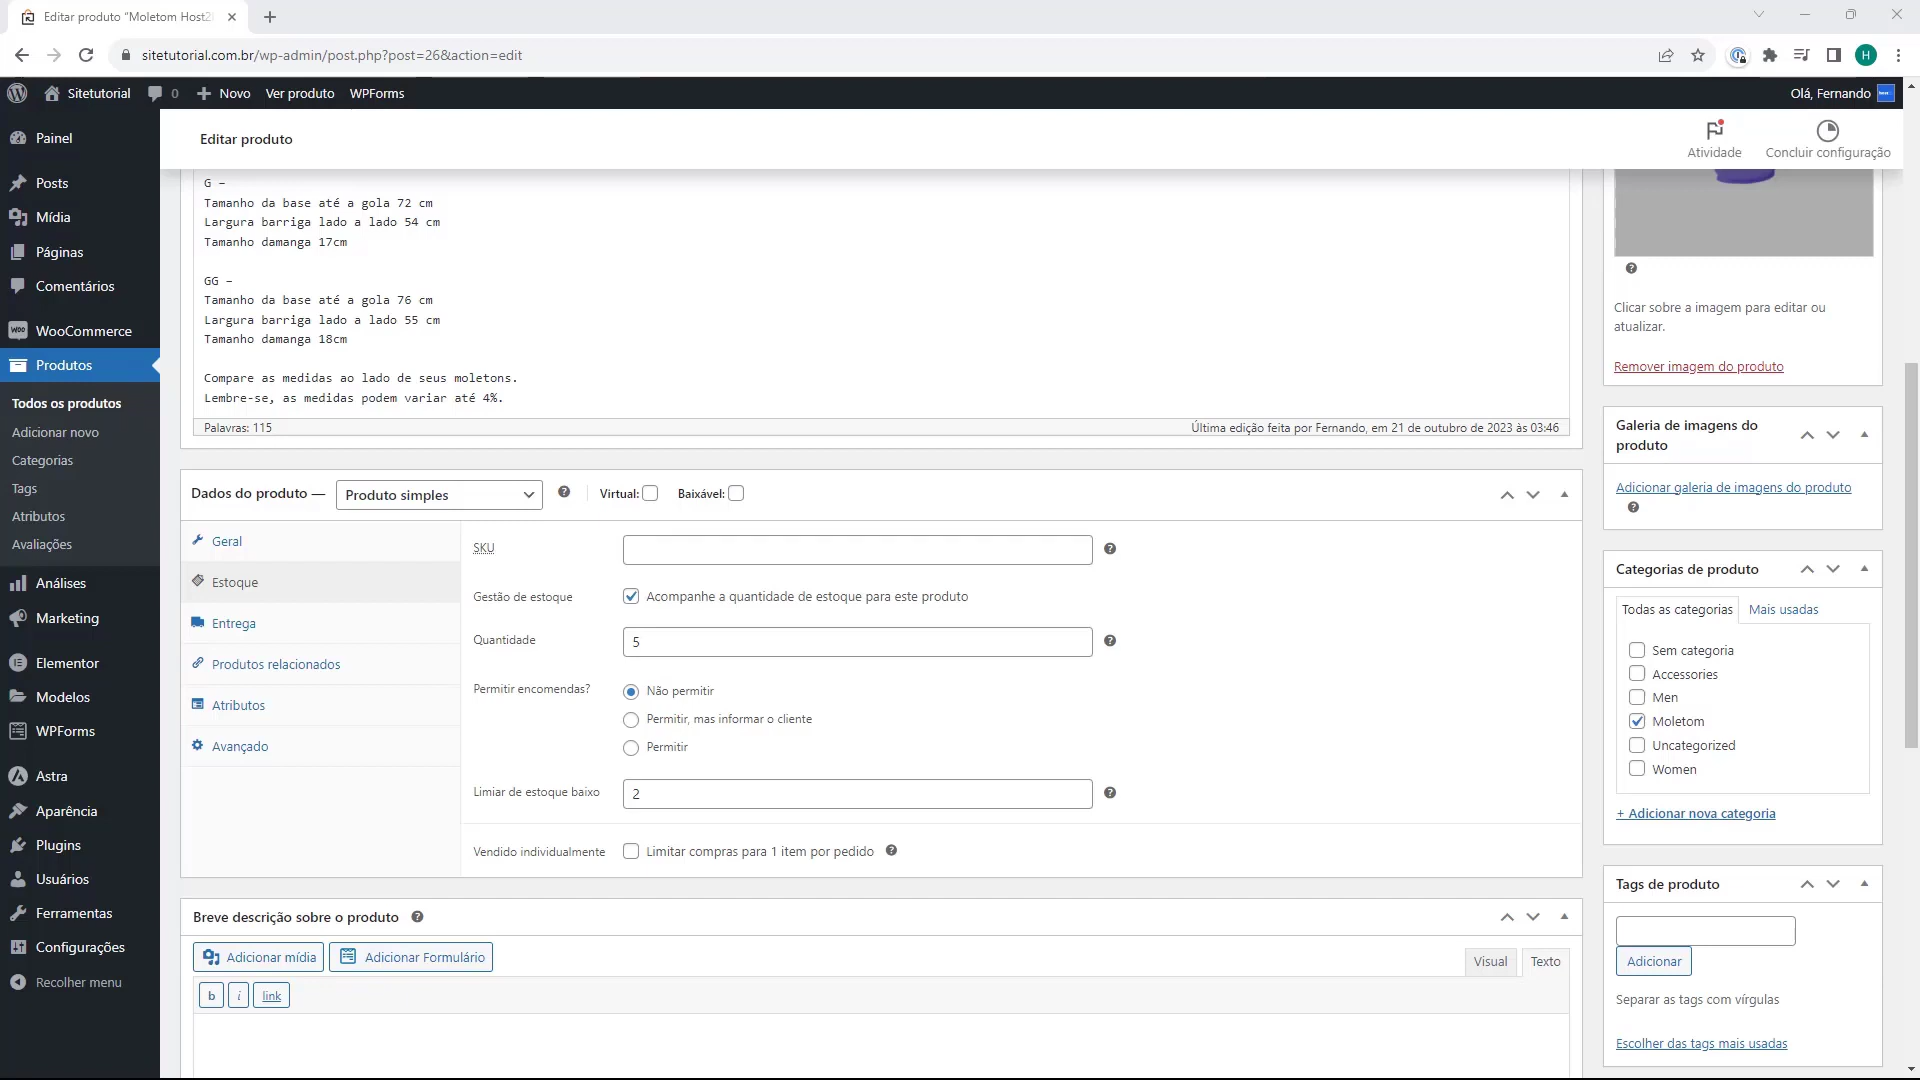 Editar produto “Moletom Host2
sitetutorial.com.br/wp-admin/post.php?post=26&action=edit
H
Sitetutorial
0
Novo
Ver produto
WPForms
Olá, Fernando
Painel
Posts
Mídia
Páginas
Comentários
WooCommerce
Produtos
Todos os produtos
Adicionar novo
Categorias
Tags
Atributos
Avaliações
Análises
Marketing
Elementor
Modelos
WPForms
Astra
Aparência
Plugins
Usuários
Ferramentas
Configurações
Recolher menu
Editar produto
Atividade
Concluir configuração
G –
Tamanho da base até a gola 72 cm
Largura barriga lado a lado 54 cm
Tamanho damanga 17cm
GG –
Tamanho da base até a gola 76 cm
Largura barriga lado a lado 55 cm
Tamanho damanga 18cm
Compare as medidas ao lado de seus moletons.
Lembre-se, as medidas podem variar até 4%.
Palavras: 115
Última edição feita por Fernando, em 21 de outubro de 2023 às 03:46
Dados do produto —
Produto simples
Virtual:
Baixável:
Geral
Estoque
Entrega
Produtos relacionados
Atributos
Avançado
SKU
Gestão de estoque
Acompanhe a quantidade de estoque para este produto
Quantidade
5
Permitir encomendas?
Não permitir
Permitir, mas informar o cliente
Permitir
Limiar de estoque baixo
2
Vendido individualmente
Limitar compras para 1 item por pedido
Breve descrição sobre o produto
Adicionar mídia
Adicionar Formulário
Visual
Texto
b
i
link
Clicar sobre a imagem para editar ou
atualizar.
Remover imagem do produto
Galeria de imagens do
produto
Adicionar galeria de imagens do produto
Categorias de produto
Todas as categorias
Mais usadas
Sem categoria
Accessories
Men
Moletom
Uncategorized
Women
+ Adicionar nova categoria
Tags de produto
Adicionar
Separar as tags com vírgulas
Escolher das tags mais usadas